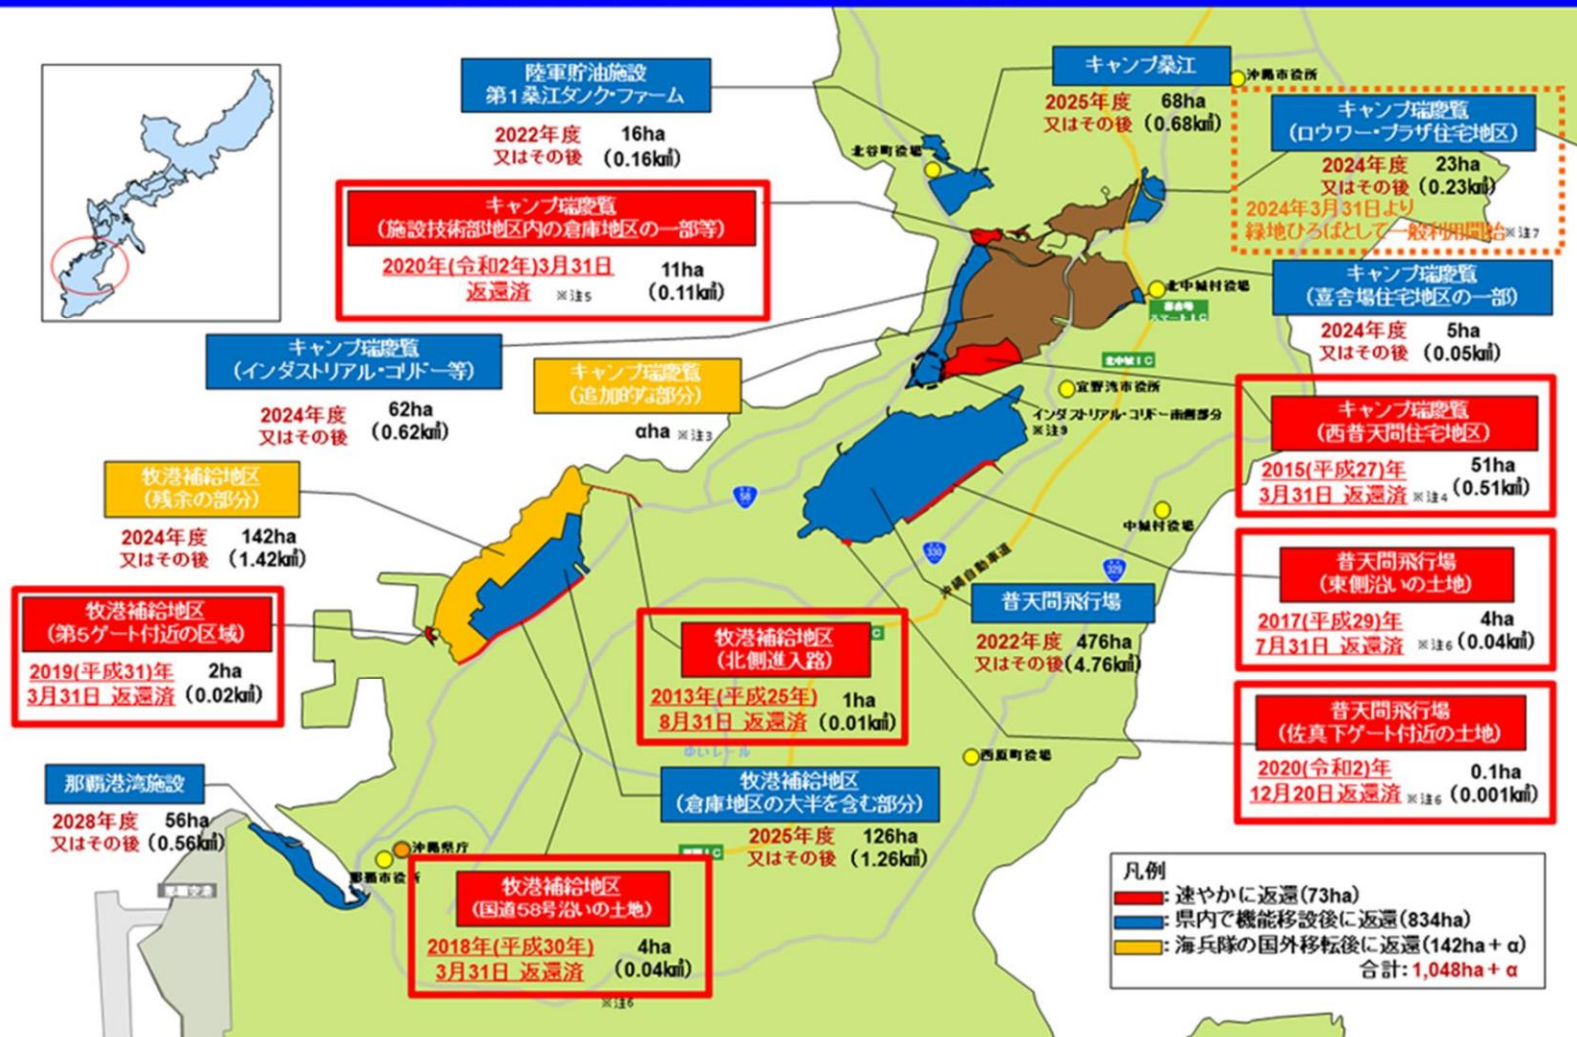 陸軍貯油施設
第1桑江タンク・ファーム
2022年度
又はその後
16ha
(0.16k㎡)
キャンプ桑江
2025年度
又はその後
68ha
(0.68k㎡)
沖縄市役所
キャンプ瑞慶覧
(ロウワー・プラザ住宅地区)
2024年度
又はその後
23ha
(0.23k㎡)
2024年3月31日より
緑地ひろばとして一般利用開始※注7
北谷町役場
キャンプ瑞慶覧
(施設技術部地区内の倉庫地区の一部等)
2020年(令和2年)3月31日
返還済 ※注5
11ha
(0.11k㎡)
北中城村役場
喜舎場
スマートIC
キャンプ瑞慶覧
(喜舎場住宅地区の一部)
2024年度
又はその後
5ha
(0.05k㎡)
キャンプ瑞慶覧
(インダストリアル・コリドー等)
2024年度
又はその後
62ha
(0.62k㎡)
キャンプ瑞慶覧
(追加的な部分)
αha ※注3
北中城IC
宜野湾市役所
インダストリアル・コリドー南側部分
※注9
キャンプ瑞慶覧
(西普天間住宅地区)
2015(平成27)年
3月31日 返還済 ※注4
51ha
(0.51k㎡)
牧港補給地区
(残余の部分)
2024年度
又はその後
142ha
(1.42k㎡)
58
330
329
沖縄自動車道
中城村役場
普天間飛行場
(東側沿いの土地)
2017(平成29)年
7月31日 返還済 ※注6
4ha
(0.04k㎡)
普天間飛行場
2022年度
又はその後
476ha
(4.76k㎡)
牧港補給地区
(第5ゲート付近の区域)
2019(平成31)年
3月31日 返還済
2ha
(0.02k㎡)
牧港補給地区
(北側進入路)
2013年(平成25年)
8月31日 返還済
1ha
(0.01k㎡)
ゆいレール
普天間飛行場
(佐真下ゲート付近の土地)
2020(令和2)年
12月20日返還済 ※注6
0.1ha
(0.001k㎡)
西原町役場
那覇港湾施設
2028年度
又はその後
56ha
(0.56k㎡)
牧港補給地区
(倉庫地区の大半を含む部分)
2025年度
又はその後
126ha
(1.26k㎡)
沖縄県庁
那覇市役所
那覇空港
牧港補給地区
(国道58号沿いの土地)
2018年(平成30年)
3月31日 返還済
4ha
(0.04k㎡)
※注6
凡例
:速やかに返還(73ha)
:県内で機能移設後に返還(834ha)
:海兵隊の国外移転後に返還(142ha+α)
合計:1,048ha+α